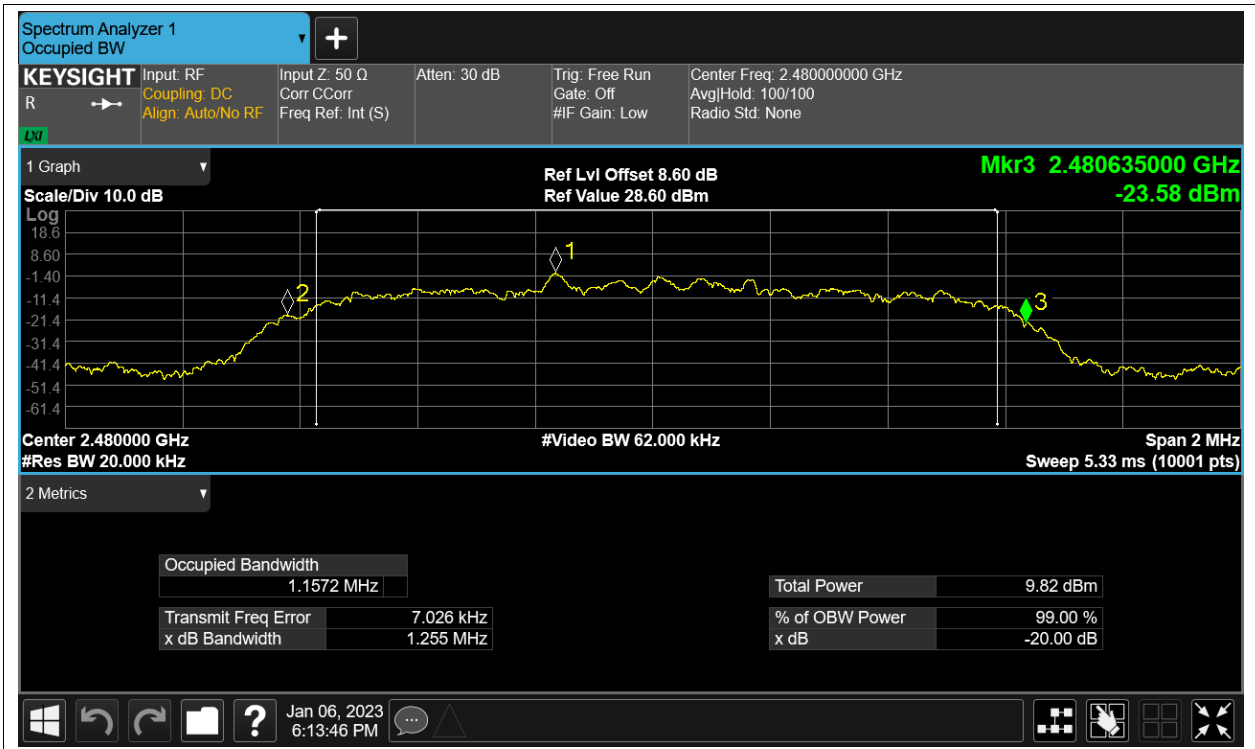 Spectrum Analyzer 1
Occupied BW
▼
+
KEYSIGHT
R
LXI
Input: RF
Coupling: DC
Align: Auto/No RF
Input Z: 50 Ω
Corr CCorr
Freq Ref: Int (S)
Atten: 30 dB
Trig: Free Run
Gate: Off
#IF Gain: Low
Center Freq: 2.480000000 GHz
Avg|Hold: 100/100
Radio Std: None
1 Graph ▼
Scale/Div 10.0 dB
Ref Lvl Offset 8.60 dB
Ref Value 28.60 dBm
Mkr3 2.480635000 GHz
-23.58 dBm
Log
18.6
8.60
-1.40
-11.4
-21.4
-31.4
-41.4
-51.4
-61.4
1
2
3
Center 2.480000 GHz
#Res BW 20.000 kHz
#Video BW 62.000 kHz
Span 2 MHz
Sweep 5.33 ms (10001 pts)
2 Metrics ▼
Occupied Bandwidth
1.1572 MHz
Transmit Freq Error 7.026 kHz
x dB Bandwidth 1.255 MHz
Total Power 9.82 dBm
% of OBW Power 99.00 %
x dB -20.00 dB
?
Jan 06, 2023
6:13:46 PM